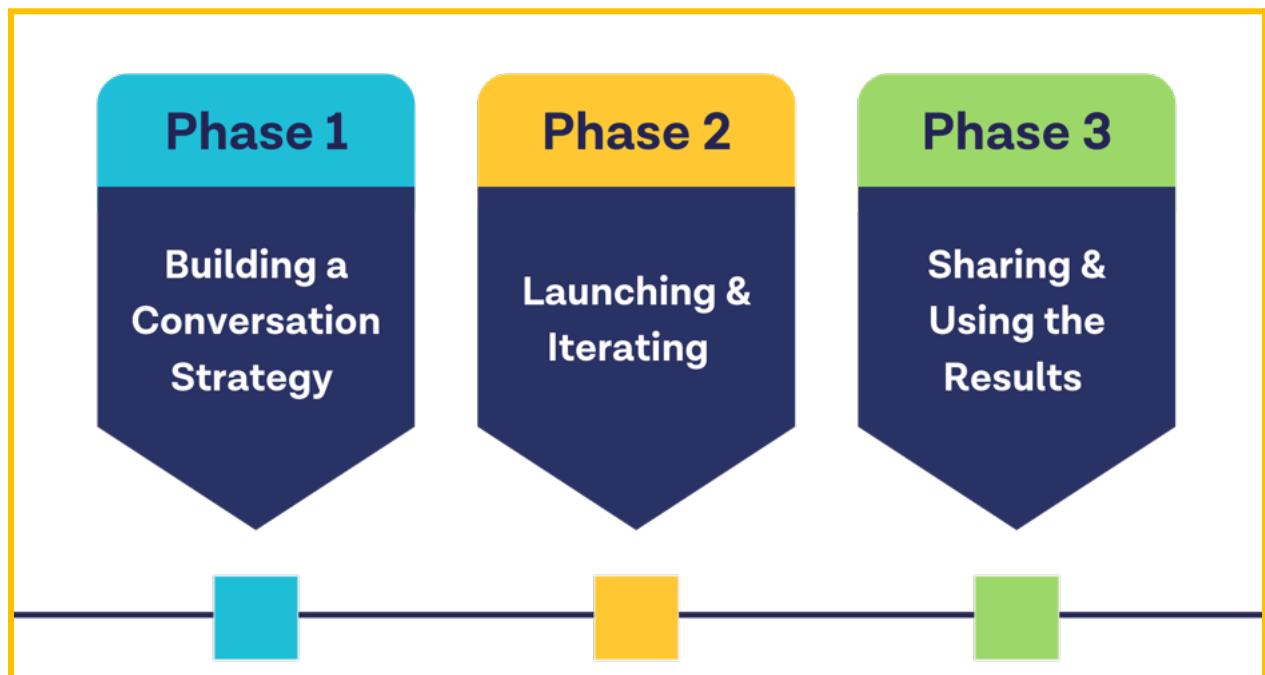 Phase 1
Building a
Conversation
Strategy
Phase 2
Launching &
Iterating
Phase 3
Sharing &
Using the
Results